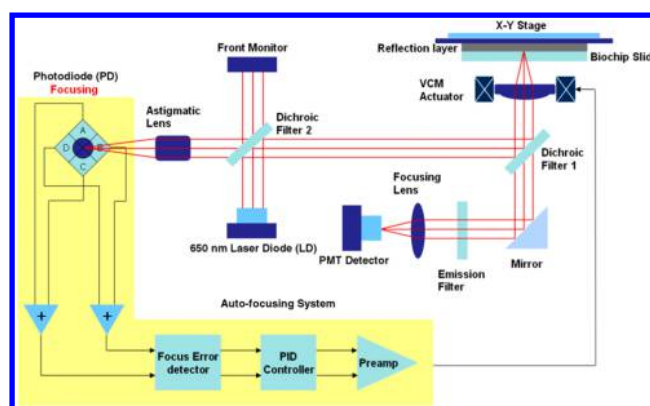 X-Y Stage
Front Monitor
Reflection layer
Biochip Slid
Photodiode (PD)
Focusing
VCM
Actuator
Astigmatic
Lens
Dichroic
Filter 2
A
D B
C
Dichroic
Filter 1
Focusing
Lens
650 nm Laser Diode (LD)
PMT Detector
Emission
Filter
Mirror
Auto-focusing System
+ +
Focus Error
detector
PID
Controller
Preamp